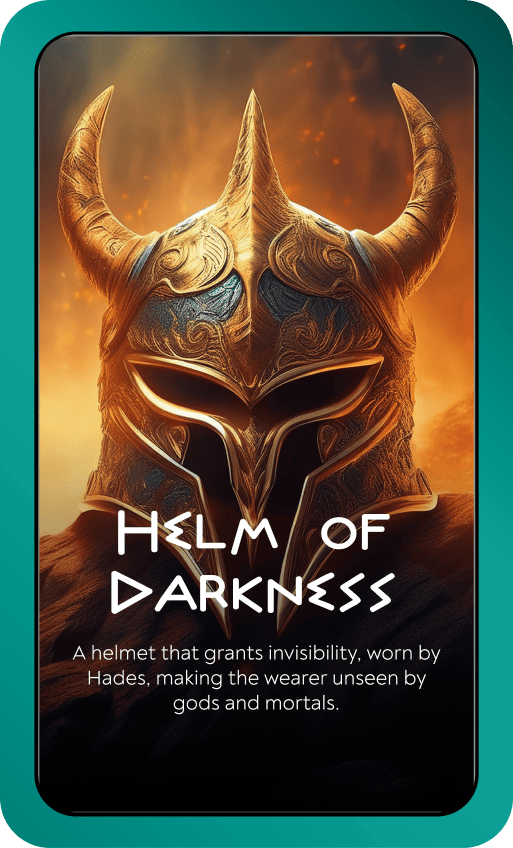 Helm of
Darkness
A helmet that grants invisibility, worn by
Hades, making the wearer unseen by
gods and mortals.